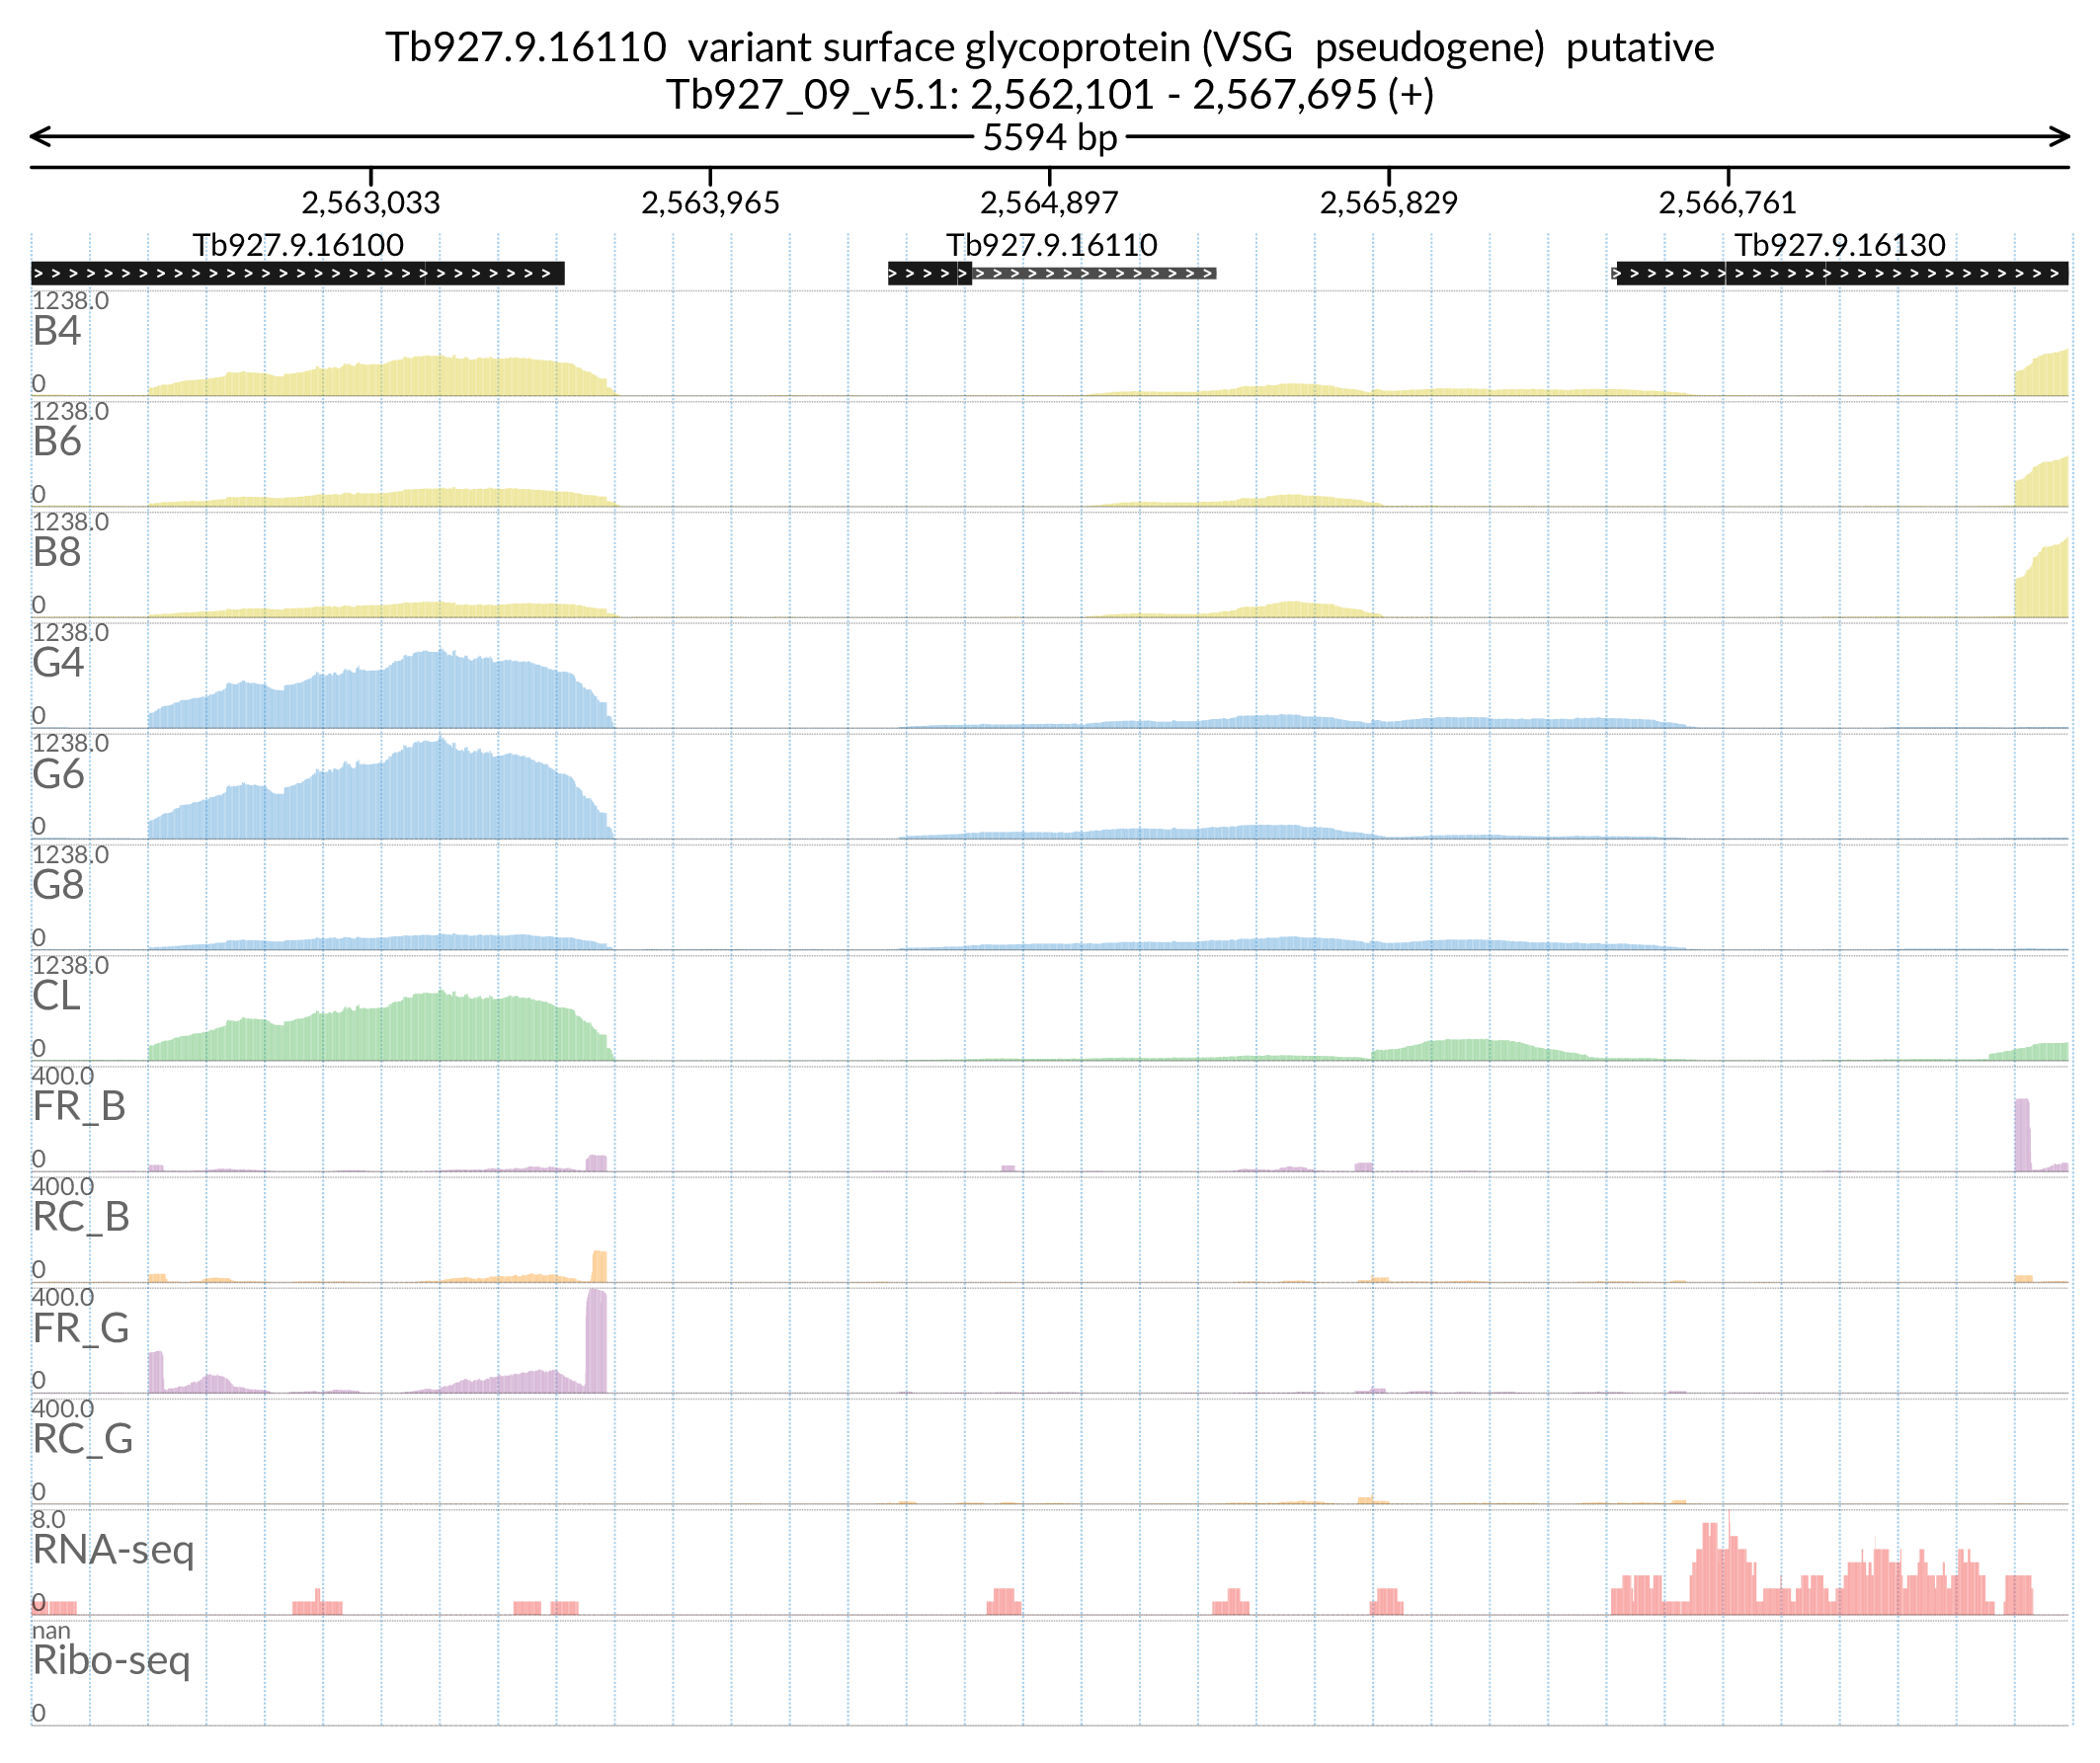 Tb927.9.16110  variant surface glycoprotein (VSG  pseudogene)  putative
Tb927_09_v5.1: 2,562,101 - 2,567,695 (+)
5594 bp
2,563,033 2,563,965 2,564,897 2,565,829 2,566,761
Tb927.9.16100 Tb927.9.16110 Tb927.9.16130
1238.0
B4
0
1238.0
B6
0
1238.0
B8
0
1238.0
G4
0
1238.0
G6
0
1238.0
G8
0
1238.0
CL
0
400.0
FR_B
0
400.0
RC_B
0
400.0
FR_G
0
400.0
RC_G
0
8.0
RNA-seq
0
nan
Ribo-seq
0